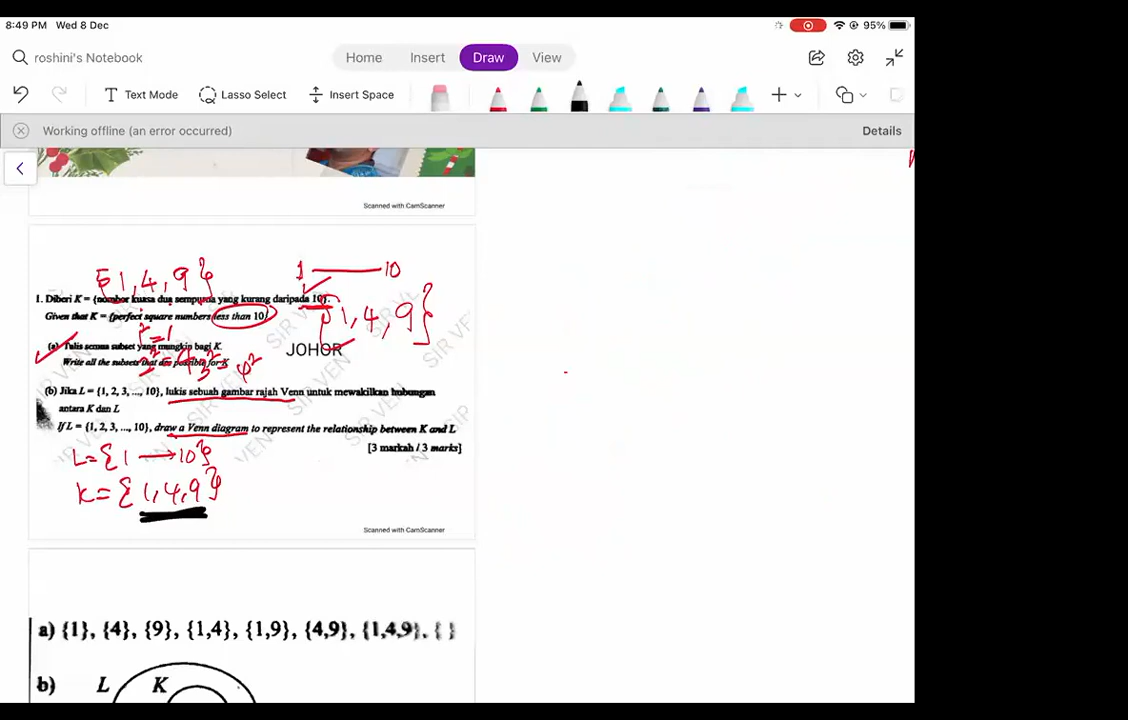 8:49 PM Wed 8 Dec
95%
roshini's Notebook
Home
Insert
Draw
View
Text Mode
Lasso Select
Insert Space
Working offline (an error occurred)
Details
Scanned with CamScanner
{1, 4, 9}
1 — 10
1. Diberi K = {nombor kuasa dua sempurna yang kurang daripada 10}.
Given that K = {perfect square numbers less than 10}
{1, 4, 9}
(a) Tulis semua subset yang mungkin bagi K.
JOHOR
Write all the subsets that are possible for K
(b) Jika L = {1, 2, 3, ..., 10}, lukis sebuah gambar rajah Venn untuk mewakilkan hubungan
antara K dan L
If L = {1, 2, 3, ..., 10}, draw a Venn diagram to represent the relationship between K and L
[3 markah / 3 marks]
L = {1 → 10}
K = {1, 4, 9}
Scanned with CamScanner
a) {1}, {4}, {9}, {1,4}, {1,9}, {4,9}, {1,4,9}, { }
b) L K